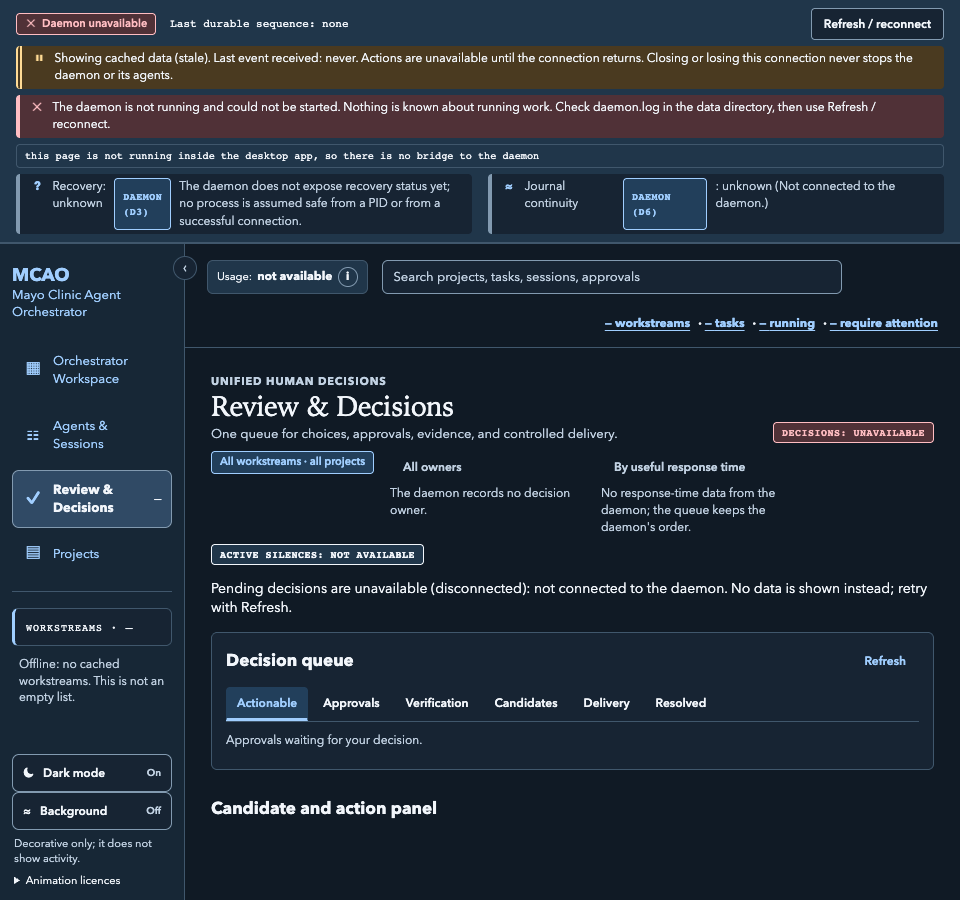 Daemon unavailable
Last durable sequence: none
Refresh / reconnect
Showing cached data (stale). Last event received: never. Actions are unavailable until the connection returns. Closing or losing this connection never stops the
daemon or its agents.
The daemon is not running and could not be started. Nothing is known about running work. Check daemon.log in the data directory, then use Refresh /
reconnect.
this page is not running inside the desktop app, so there is no bridge to the daemon
? Recovery:
unknown
DAEMON
(D3)
The daemon does not expose recovery status yet;
no process is assumed safe from a PID or from a
successful connection.
≈ Journal
continuity
DAEMON
(D6)
: unknown (Not connected to the
daemon.)
MCAO
Mayo Clinic Agent
Orchestrator
‹
Usage: not available i
Search projects, tasks, sessions, approvals
– workstreams • – tasks • – running • – require attention
Orchestrator
Workspace
Agents &
Sessions
Review &
Decisions –
Projects
WORKSTREAMS · –
Offline: no cached
workstreams. This is not an
empty list.
Dark mode On
≈ Background Off
Decorative only; it does not
show activity.
Animation licences
UNIFIED HUMAN DECISIONS
Review & Decisions
One queue for choices, approvals, evidence, and controlled delivery.
DECISIONS: UNAVAILABLE
All workstreams · all projects
All owners
The daemon records no decision
owner.
By useful response time
No response-time data from the
daemon; the queue keeps the
daemon's order.
ACTIVE SILENCES: NOT AVAILABLE
Pending decisions are unavailable (disconnected): not connected to the daemon. No data is shown instead; retry
with Refresh.
Decision queue
Refresh
Actionable Approvals Verification Candidates Delivery Resolved
Approvals waiting for your decision.
Candidate and action panel